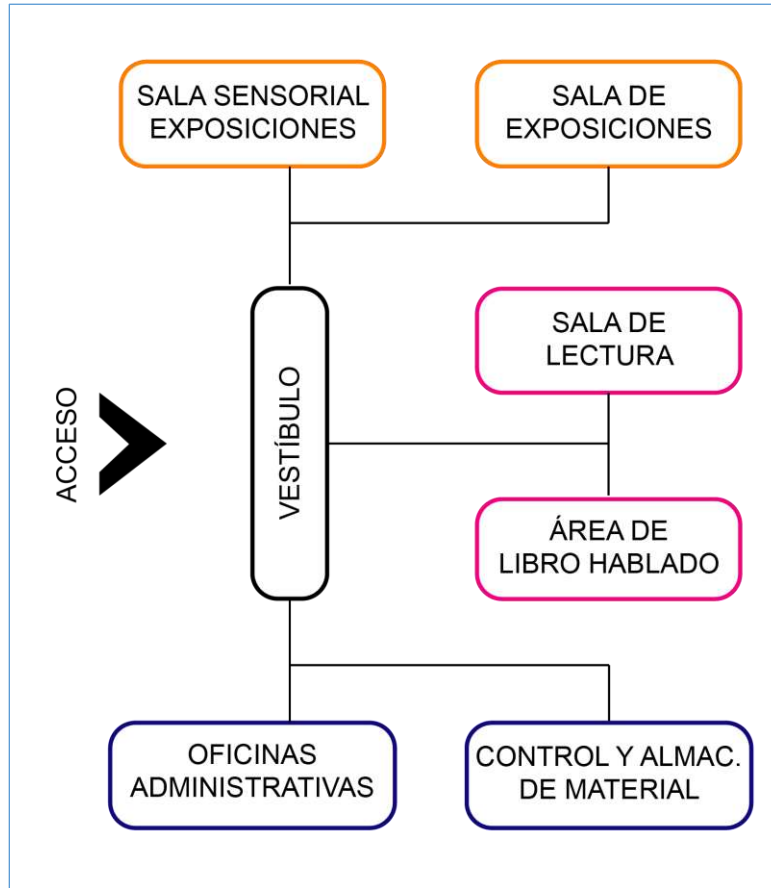 SALA SENSORIAL
EXPOSICIONES
SALA DE
EXPOSICIONES
ACCESO
VESTÍBULO
SALA DE
LECTURA
ÁREA DE
LIBRO HABLADO
OFICINAS
ADMINISTRATIVAS
CONTROL Y ALMAC.
DE MATERIAL